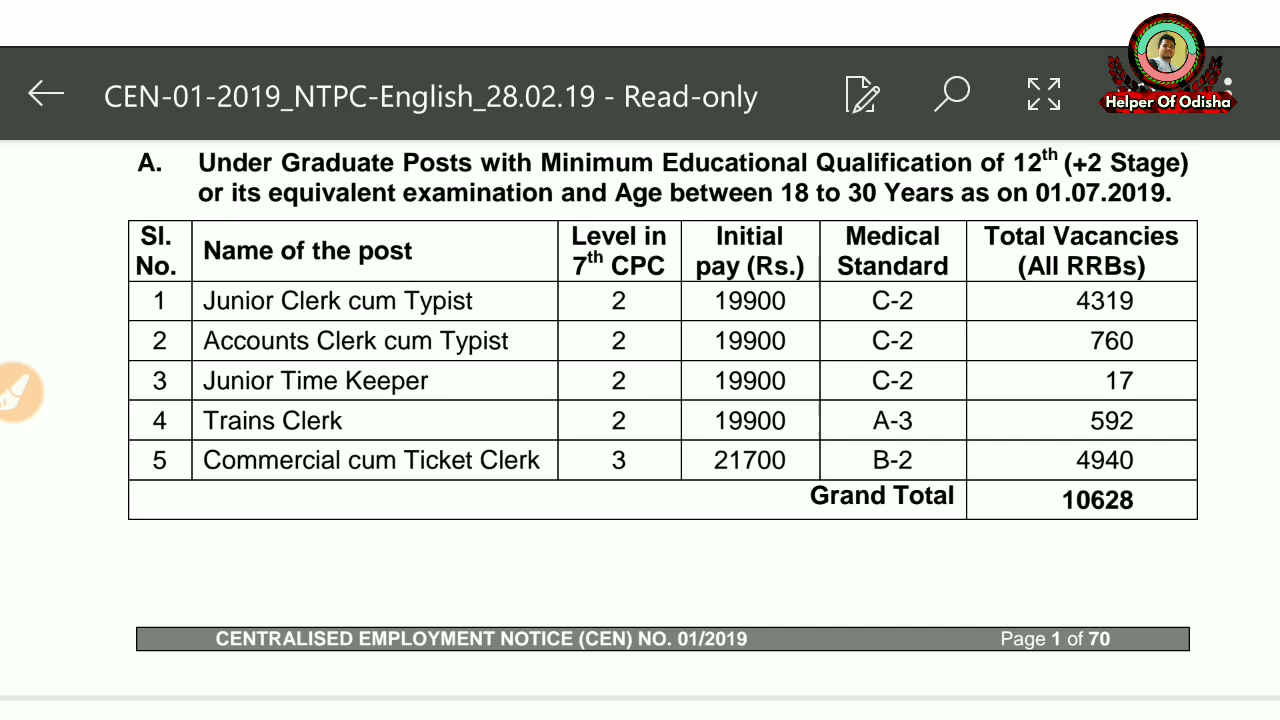 CEN-01-2019_NTPC-English_28.02.19 - Read-only
Helper Of Odisha
A. Under Graduate Posts with Minimum Educational Qualification of 12th (+2 Stage)
or its equivalent examination and Age between 18 to 30 Years as on 01.07.2019.
Sl. No. Name of the post Level in 7th CPC Initial pay (Rs.) Medical Standard Total Vacancies (All RRBs)
1 Junior Clerk cum Typist 2 19900 C-2 4319
2 Accounts Clerk cum Typist 2 19900 C-2 760
3 Junior Time Keeper 2 19900 C-2 17
4 Trains Clerk 2 19900 A-3 592
5 Commercial cum Ticket Clerk 3 21700 B-2 4940
Grand Total 10628
CENTRALISED EMPLOYMENT NOTICE (CEN) NO. 01/2019 Page 1 of 70